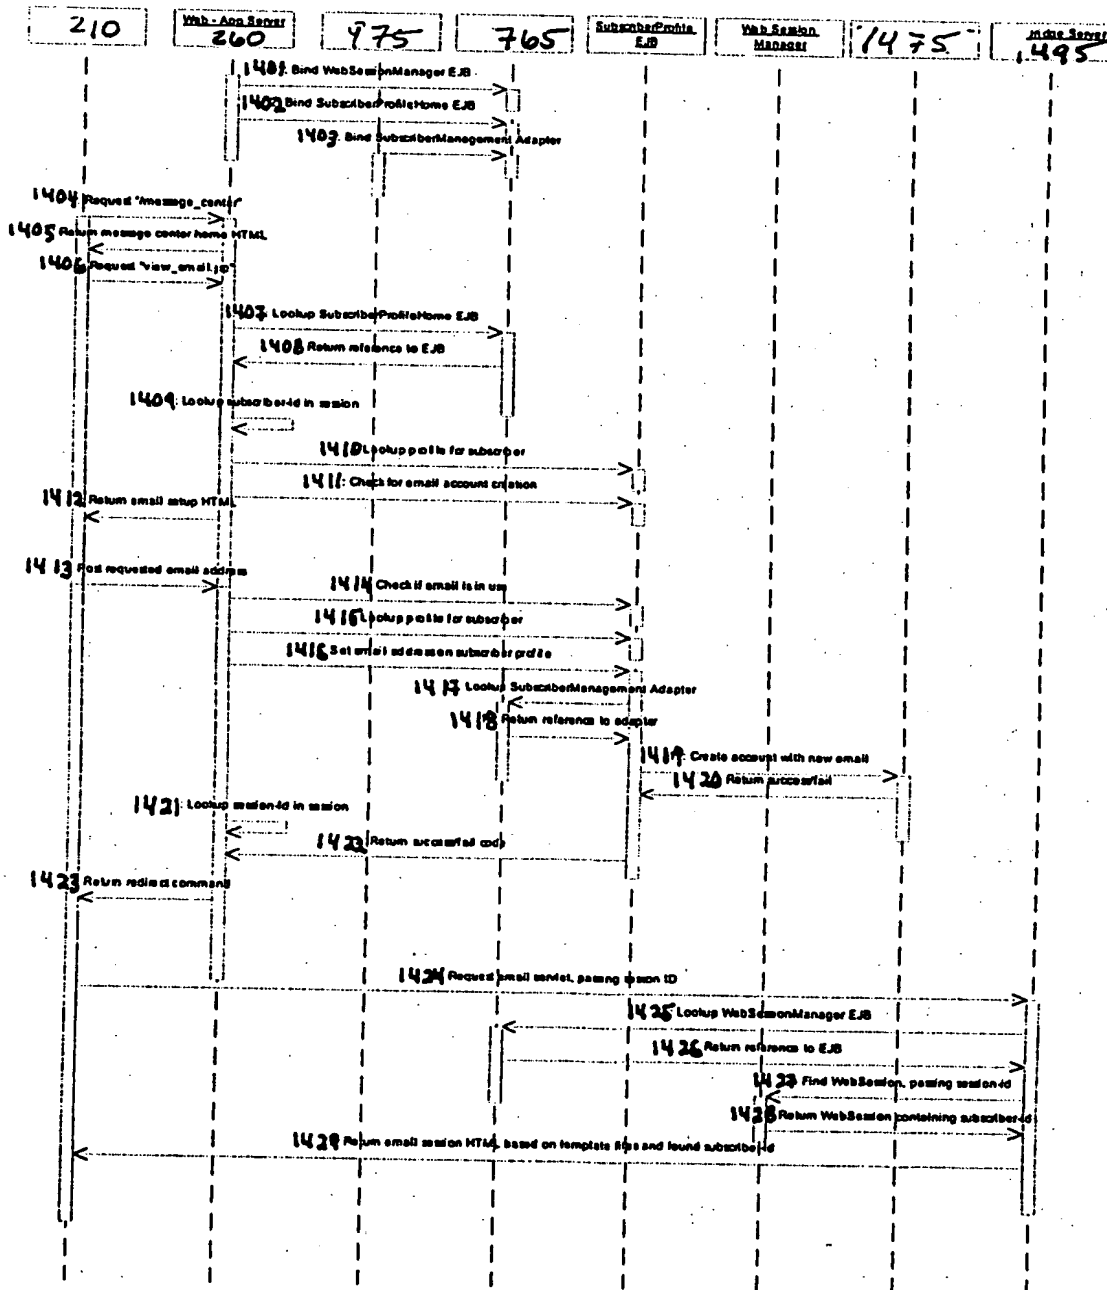 210
Web - App Server
260
475
765
SubscriberProfile
EJB
Web Session
Manager
1475
Server
1495
1401: Bind WebSessionManager EJB
1402 Bind SubscriberProfileHome EJB
1403: Bind SubscriberManagement Adapter
1404: Request "/message_center"
1405 Return message center home HTML
1406 Request "view_email.jsp"
1407: Lookup SubscriberProfileHome EJB
1408 Return reference to EJB
1409: Lookup subscriber-id in session
1410 Lookup profile for subscriber
1411: Check for email account creation
1412 Return email setup HTML
1413 Post requested email address
1414 Check if email is in use
1415 Lookup profile for subscriber
1416 Set email address on subscriber profile
1417 Lookup SubscriberManagement Adapter
1418 Return reference to adapter
1419: Create account with new email
1420 Return success/fail
1421: Lookup session-id in session
1422 Return success/fail code
1423 Return redirect command
1424 Request email servlet, passing session ID
1425 Lookup WebSessionManager EJB
1426 Return reference to EJB
1427 Find WebSession, passing session-id
1428 Return WebSession containing subscriber-id
1429 Return email session HTML based on template files and found subscriber-id